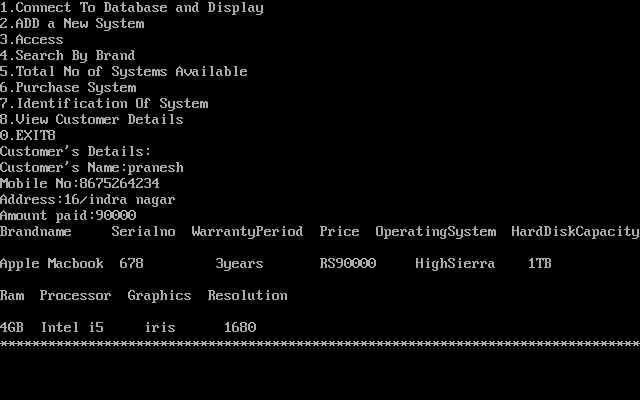 1.Connect To Database and Display
2.ADD a New System
3.Access
4.Search By Brand
5.Total No of Systems Available
6.Purchase System
7.Identification Of System
8.View Customer Details
0.EXIT8
Customer's Details:
Customer's Name:pranesh
Mobile No:8675264234
Address:16/indra nagar
Amount paid:90000
Brandname     Serialno  WarrantyPeriod  Price  OperatingSystem  HardDiskCapacity
Apple Macbook  678         3years       RS90000     HighSierra    1TB
Ram  Processor  Graphics  Resolution
4GB  Intel i5     iris      1680
********************************************************************************